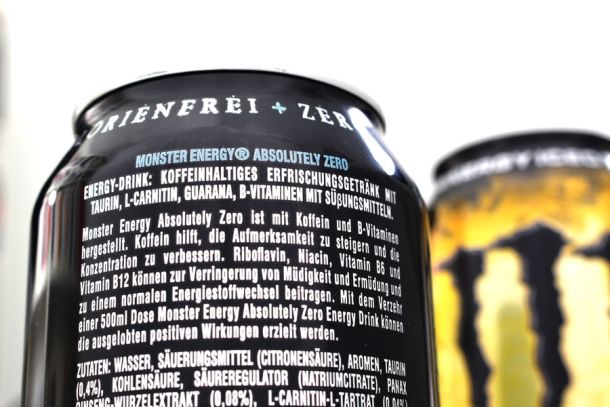 ORIENFREI + ZER
MONSTER ENERGY® ABSOLUTELY ZERO
ENERGY-DRINK: KOFFEINHALTIGES ERFRISCHUNGSGETRÄNK MIT
TAURIN, L-CARNITIN, GUARANA, B-VITAMINEN MIT SÜßUNGSMITTELN.
Monster Energy Absolutely Zero ist mit Koffein und B-Vitaminen
hergestellt. Koffein hilft, die Aufmerksamkeit zu steigern und die
Konzentration zu verbessern. Riboflavin, Niacin, Vitamin B6 und
Vitamin B12 können zur Verringerung von Müdigkeit und Ermüdung und
zu einem normalen Energiestoffwechsel beitragen. Mit dem Verzehr
einer 500ml Dose Monster Energy Absolutely Zero Energy Drink können
die ausgelobten positiven Wirkungen erzielt werden.
ZUTATEN: WASSER, SÄUERUNGSMITTEL (CITRONENSÄURE), AROMEN, TAURIN
(0,4%), KOHLENSÄURE, SÄUREREGULATOR (NATRIUMCITRATE), PANAX
GINSENG-WURZELEXTRAKT (0,08%), L-CARNITIN-L-TARTRAT (0,04%)